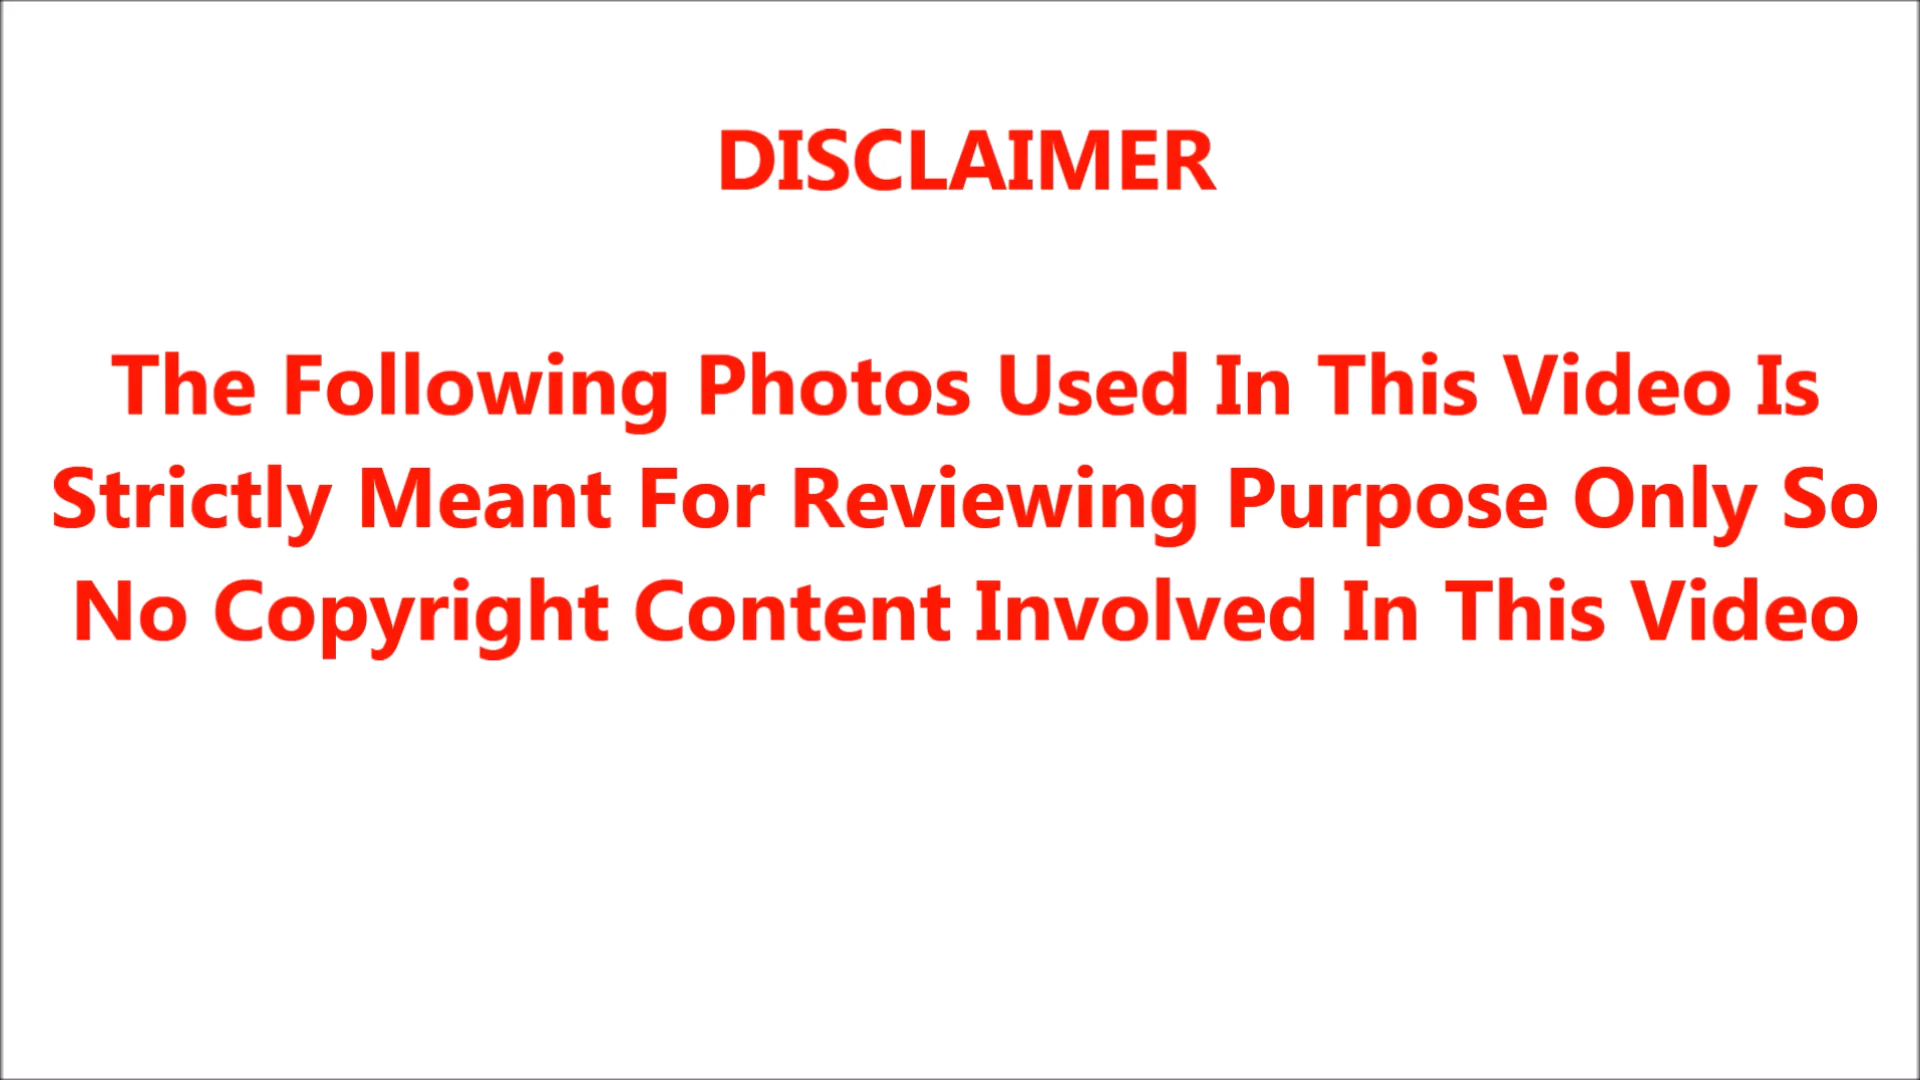 DISCLAIMER
The Following Photos Used In This Video Is
Strictly Meant For Reviewing Purpose Only So
No Copyright Content Involved In This Video